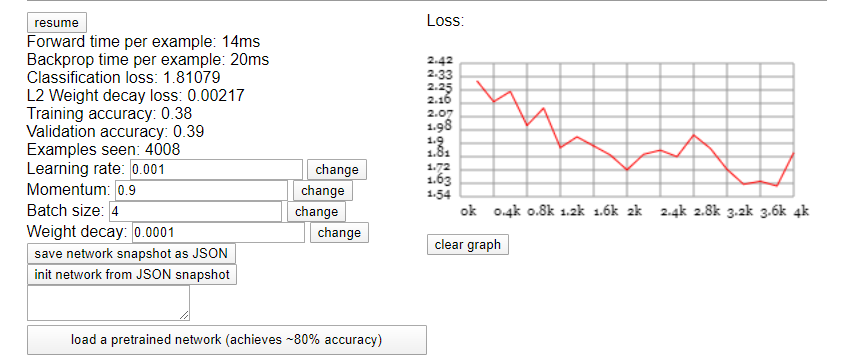 resume
Forward time per example: 14ms
Backprop time per example: 20ms
Classification loss: 1.81079
L2 Weight decay loss: 0.00217
Training accuracy: 0.38
Validation accuracy: 0.39
Examples seen: 4008
Learning rate: 0.001 change
Momentum: 0.9 change
Batch size: 4 change
Weight decay: 0.0001 change
save network snapshot as JSON
init network from JSON snapshot
load a pretrained network (achieves ~80% accuracy)
Loss:
2.42
2.33
2.25
2.16
2.07
1.98
1.9
1.81
1.72
1.63
1.54
0k 0.4k 0.8k 1.2k 1.6k 2k 2.4k 2.8k 3.2k 3.6k 4k
clear graph